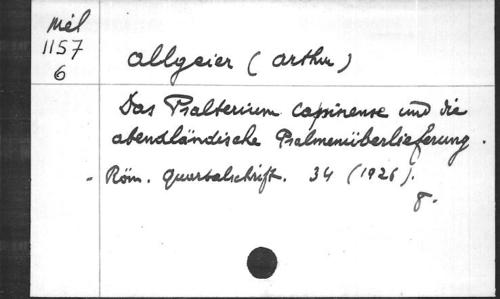 Mél
1157
6
Allgeier (Arthur)
Das Psalterium Casinense und die
abendländische Psalmenüberlieferung.
Röm. Quartalschrift. 34 (1926).
8.